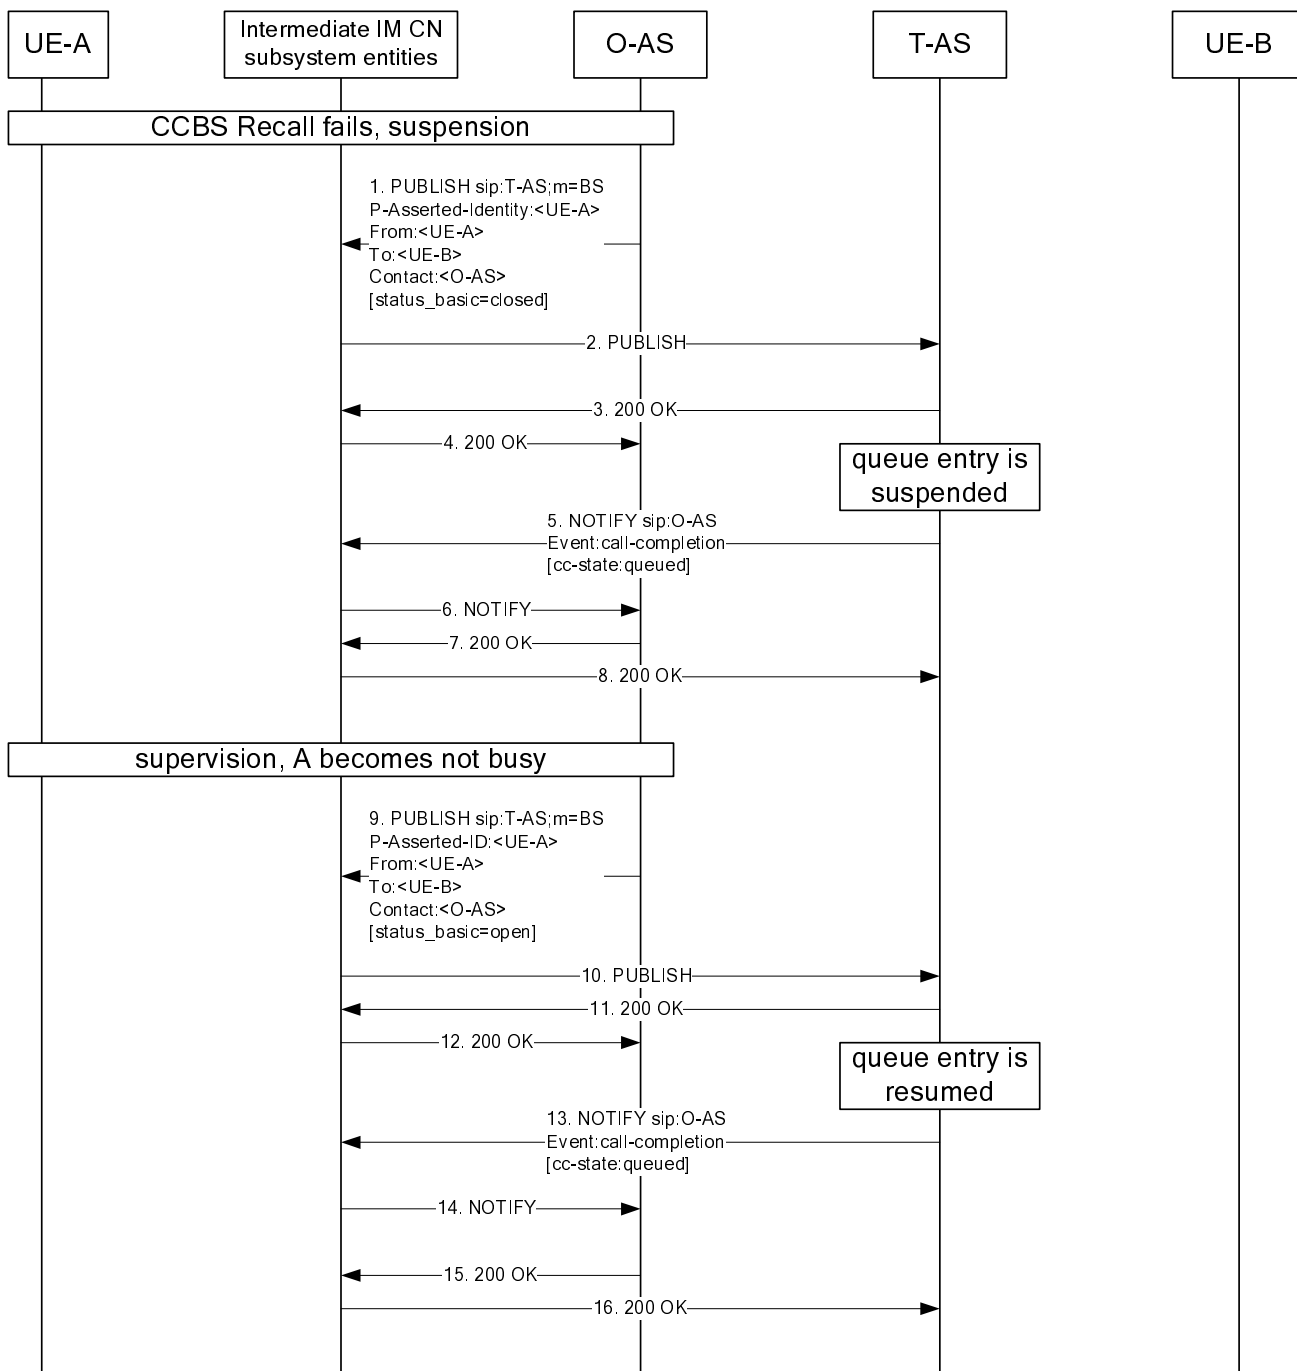 UE-A
Intermediate IM CN
subsystem entities
O-AS
T-AS
UE-B
CCBS Recall fails, suspension
1. PUBLISH sip:T-AS;m=BS
P-Asserted-Identity:<UE-A>
From:<UE-A>
To:<UE-B>
Contact:<O-AS>
[status_basic=closed]
2. PUBLISH
3. 200 OK
4. 200 OK
queue entry is
suspended
5. NOTIFY sip:O-AS
Event:call-completion
[cc-state:queued]
6. NOTIFY
7. 200 OK
8. 200 OK
supervision, A becomes not busy
9. PUBLISH sip:T-AS;m=BS
P-Asserted-ID:<UE-A>
From:<UE-A>
To:<UE-B>
Contact:<O-AS>
[status_basic=open]
10. PUBLISH
11. 200 OK
12. 200 OK
queue entry is
resumed
13. NOTIFY sip:O-AS
Event:call-completion
[cc-state:queued]
14. NOTIFY
15. 200 OK
16. 200 OK